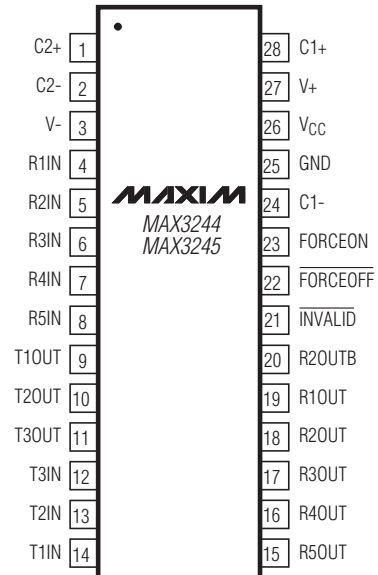 C2+ 1 28 C1+
C2- 2 27 V+
V- 3 26 VCC
R1IN 4 25 GND
R2IN 5 24 C1-
MAXIM
MAX3244
MAX3245
R3IN 6 23 FORCEON
R4IN 7 22 FORCEOFF
R5IN 8 21 INVALID
T1OUT 9 20 R2OUTB
T2OUT 10 19 R1OUT
T3OUT 11 18 R2OUT
T3IN 12 17 R3OUT
T2IN 13 16 R4OUT
T1IN 14 15 R5OUT